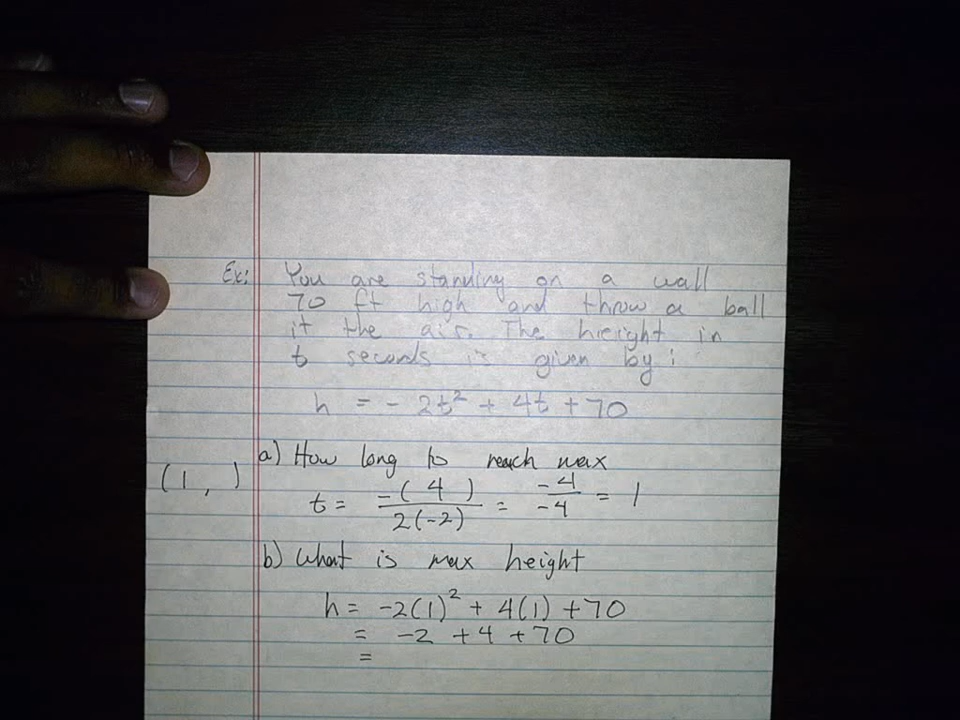 Ex: You are standing on a wall
70 ft high and throw a ball
it the air. The hieight in
t seconds is given by:
h = - 2t² + 4t + 70
a) How long to reach max
(1, )
t = -(4)/2(-2) = -4/-4 = 1
b) What is max height
h = -2(1)² + 4(1) + 70
= -2 + 4 + 70
=